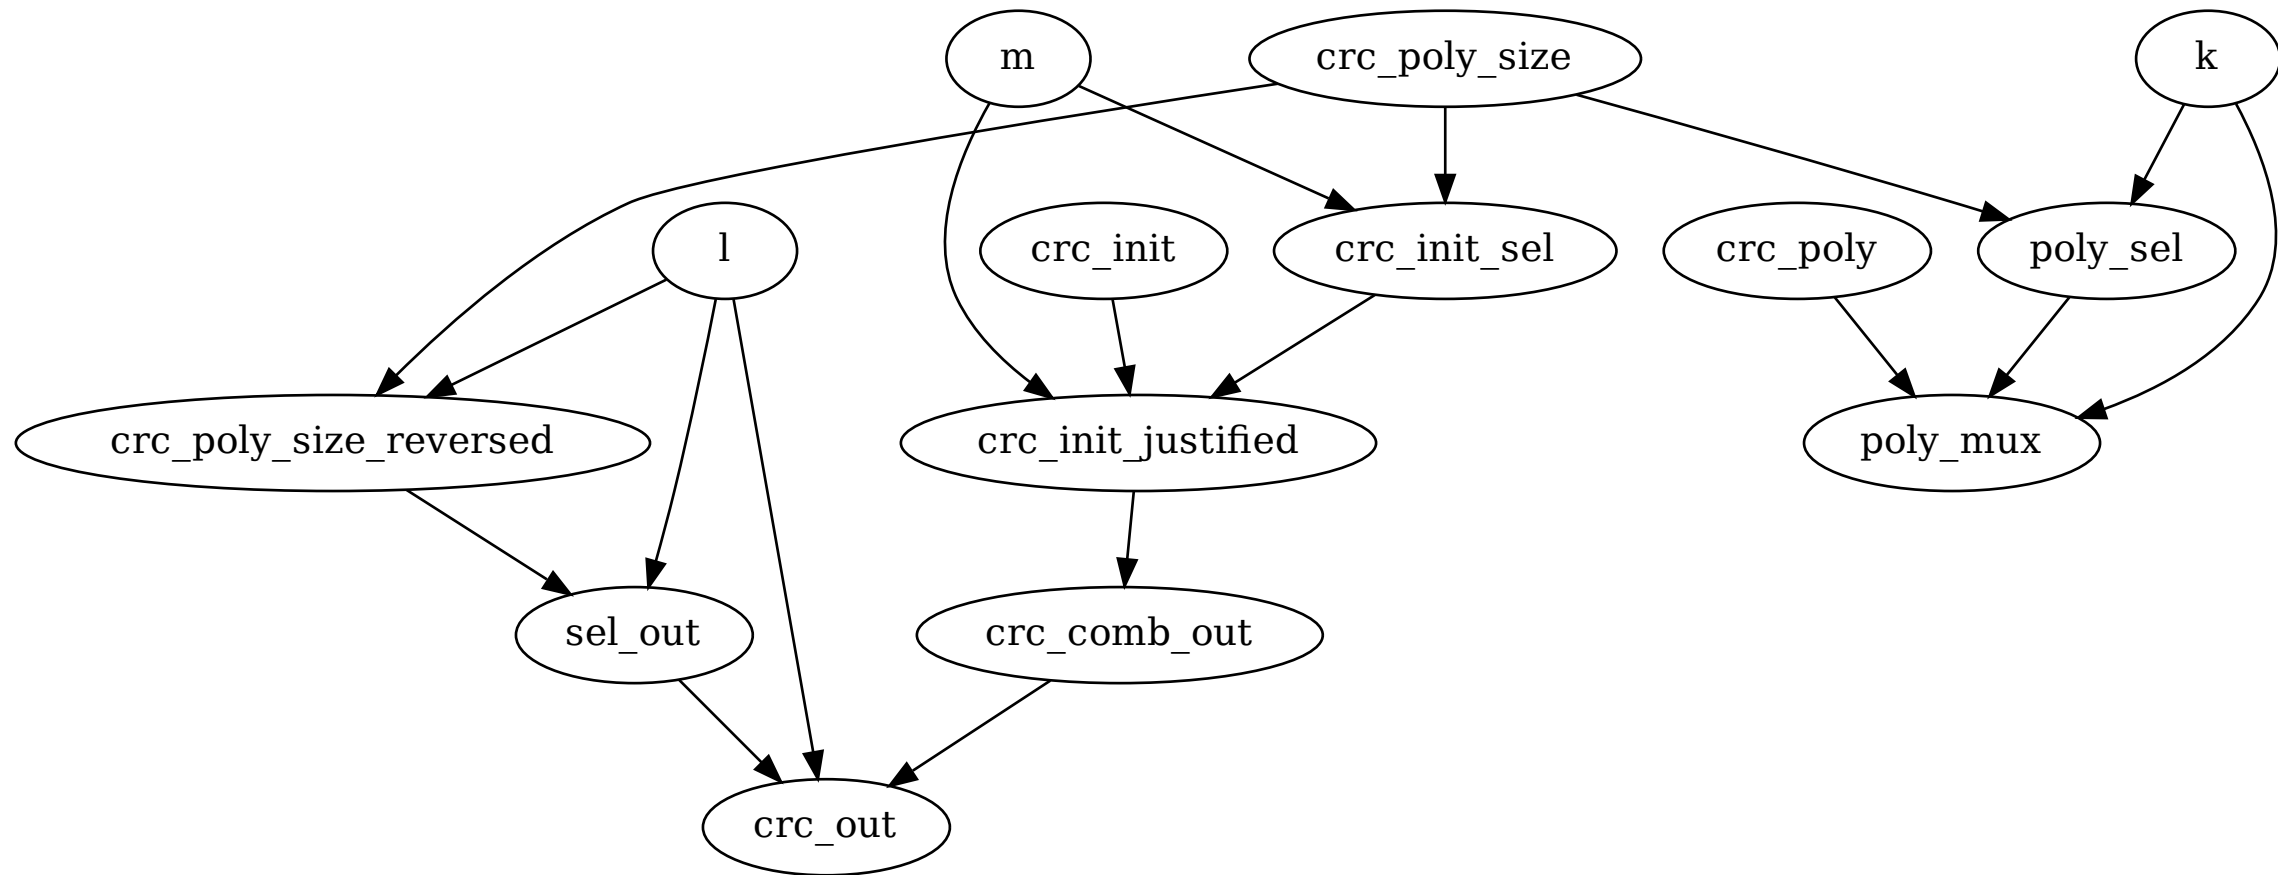 m
crc_poly_size
k
l
crc_init
crc_init_sel
crc_poly
poly_sel
crc_poly_size_reversed
crc_init_justified
poly_mux
sel_out
crc_comb_out
crc_out